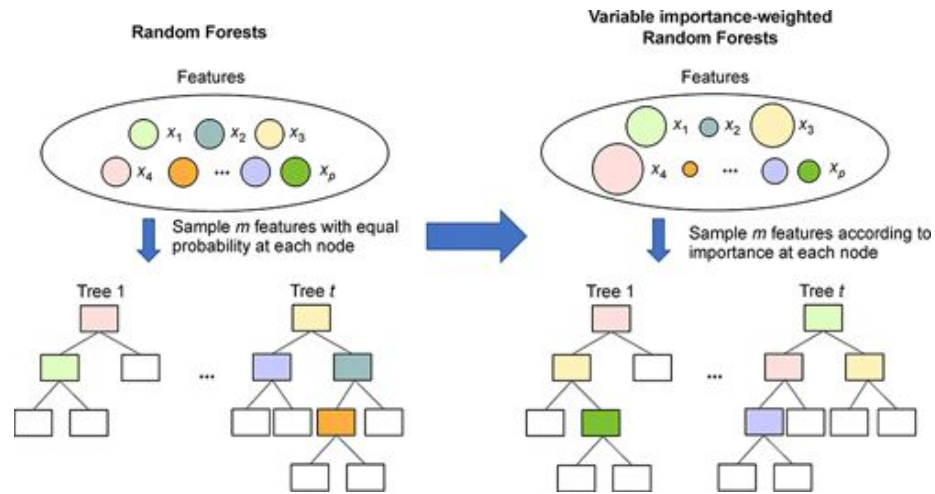 Random Forests
Features
x1
x2
x3
x4
...
xp
Sample m features with equal
probability at each node
Tree 1
Tree t
...
Variable importance-weighted
Random Forests
Features
x1
x2
x3
x4
...
xp
Sample m features according to
importance at each node
Tree 1
Tree t
...